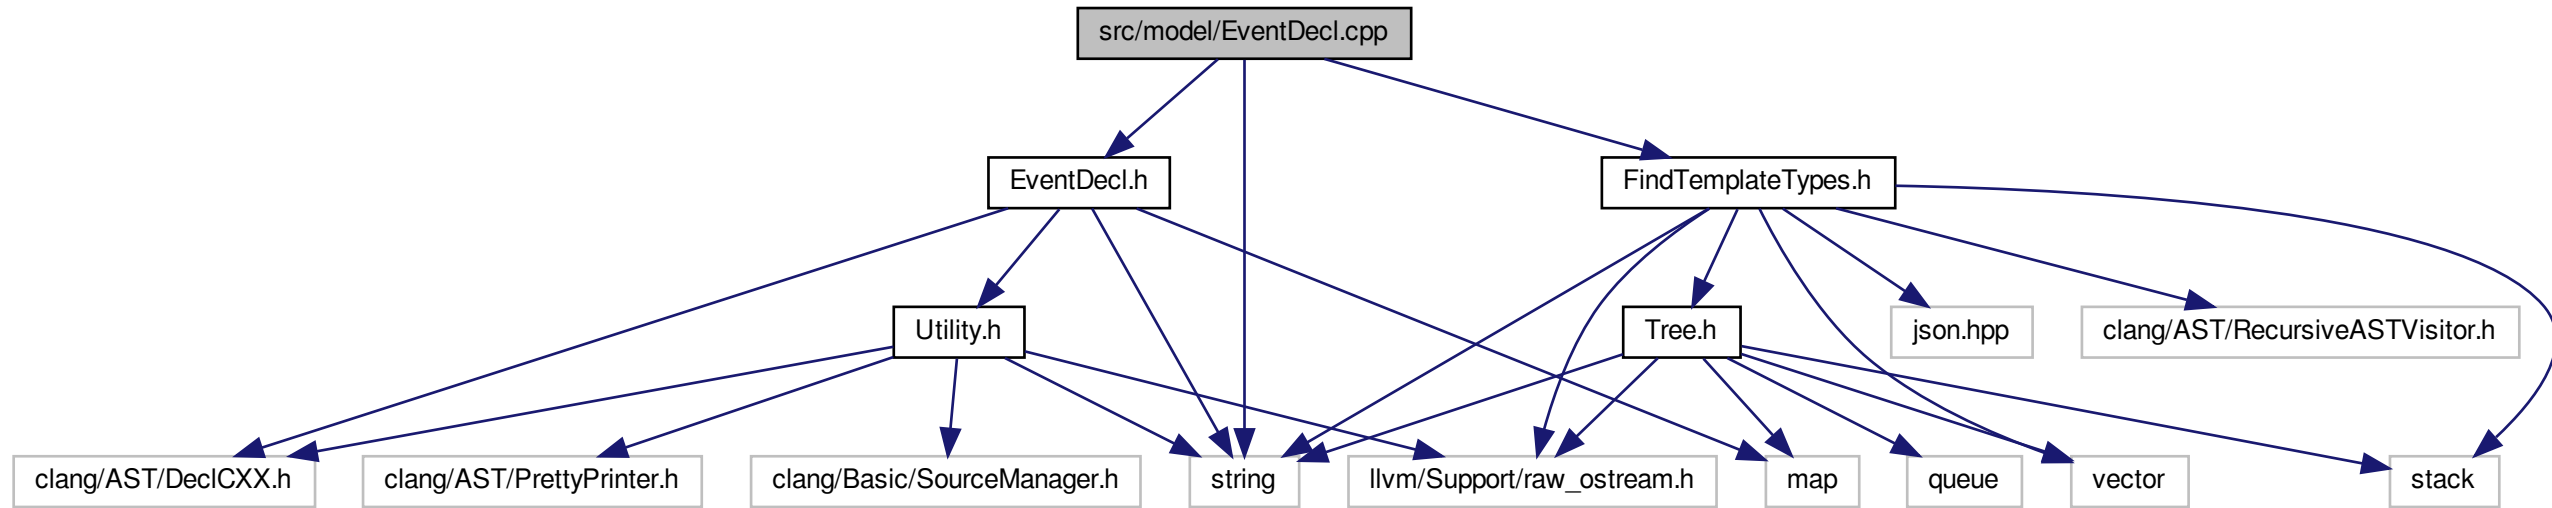 src/model/EventDecl.cpp
EventDecl.h
FindTemplateTypes.h
Utility.h
Tree.h
json.hpp
clang/AST/RecursiveASTVisitor.h
clang/AST/DeclCXX.h
clang/AST/PrettyPrinter.h
clang/Basic/SourceManager.h
string
llvm/Support/raw_ostream.h
map
queue
vector
stack